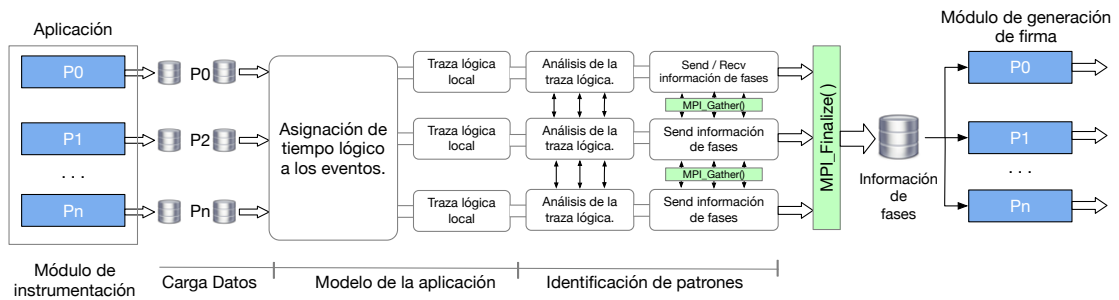 Aplicación
P0
P1
. . .
Pn
Módulo de
instrumentación
P0
P2
Pn
Carga Datos
Asignación de
tiempo lógico
a los eventos.
Traza lógica
local
Traza lógica
local
Traza lógica
local
Modelo de la aplicación
Análisis de la
traza lógica.
Análisis de la
traza lógica.
Análisis de la
traza lógica.
Send / Recv
información de fases
MPI_Gather()
Send información
de fases
MPI_Gather()
Send información
de fases
Identificación de patrones
MPI_Finalize()
Información
de
fases
Módulo de generación
de firma
P0
P1
. . .
Pn